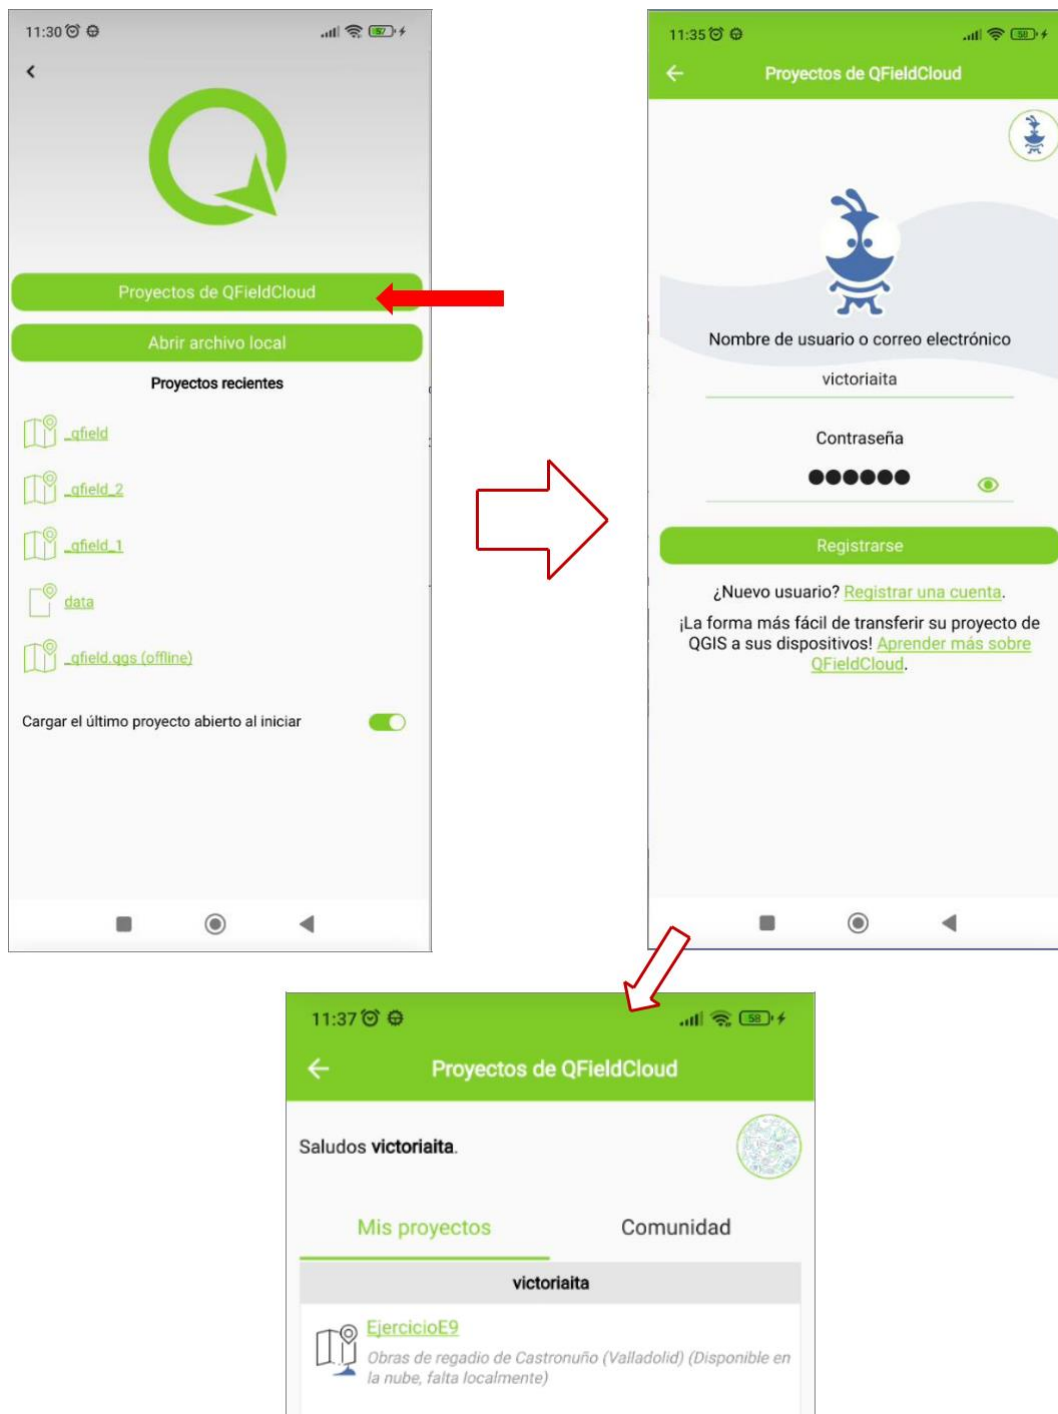 11:30
57
Proyectos de QFieldCloud
Abrir archivo local
Proyectos recientes
_qfield
_qfield_2
_qfield_1
data
_qfield.qgs (offline)
Cargar el último proyecto abierto al iniciar
11:35
58
Proyectos de QFieldCloud
Nombre de usuario o correo electrónico
victoriaita
Contraseña
●●●●●●
Registrarse
¿Nuevo usuario? Registrar una cuenta.
¡La forma más fácil de transferir su proyecto de
QGIS a sus dispositivos! Aprender más sobre
QFieldCloud.
11:37
58
Proyectos de QFieldCloud
Saludos victoriaita.
Mis proyectos Comunidad
victoriaita
EjercicioE9
Obras de regadio de Castronuño (Valladolid) (Disponible en
la nube, falta localmente)